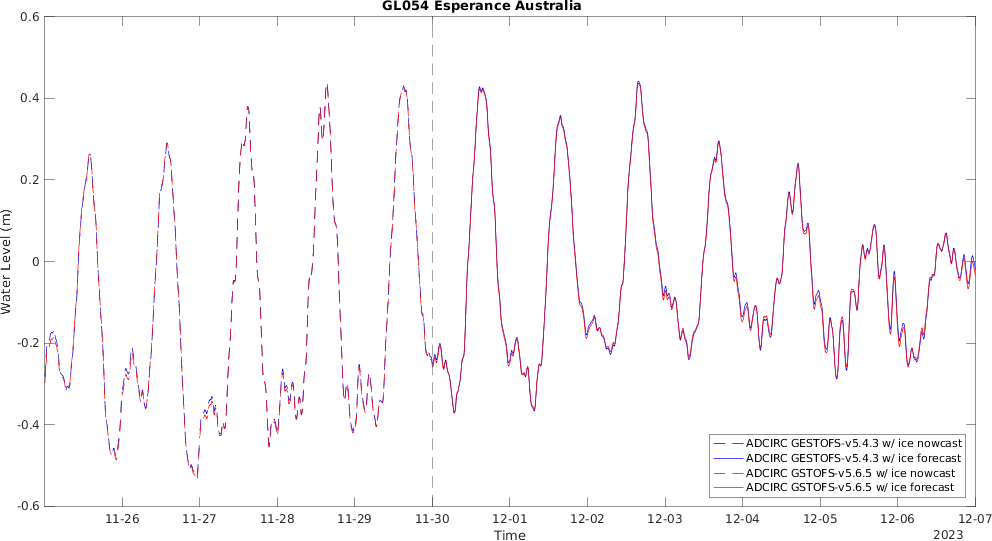 GL054 Esperance Australia
Water Level (m)
0.6
0.4
0.2
0
-0.2
-0.4
-0.6
11-26 11-27 11-28 11-29 11-30 12-01 12-02 12-03 12-04 12-05 12-06 12-07
Time
2023
ADCIRC GESTOFS-v5.4.3 w/ ice nowcast
ADCIRC GESTOFS-v5.4.3 w/ ice forecast
ADCIRC GSTOFS-v5.6.5 w/ ice nowcast
ADCIRC GSTOFS-v5.6.5 w/ ice forecast